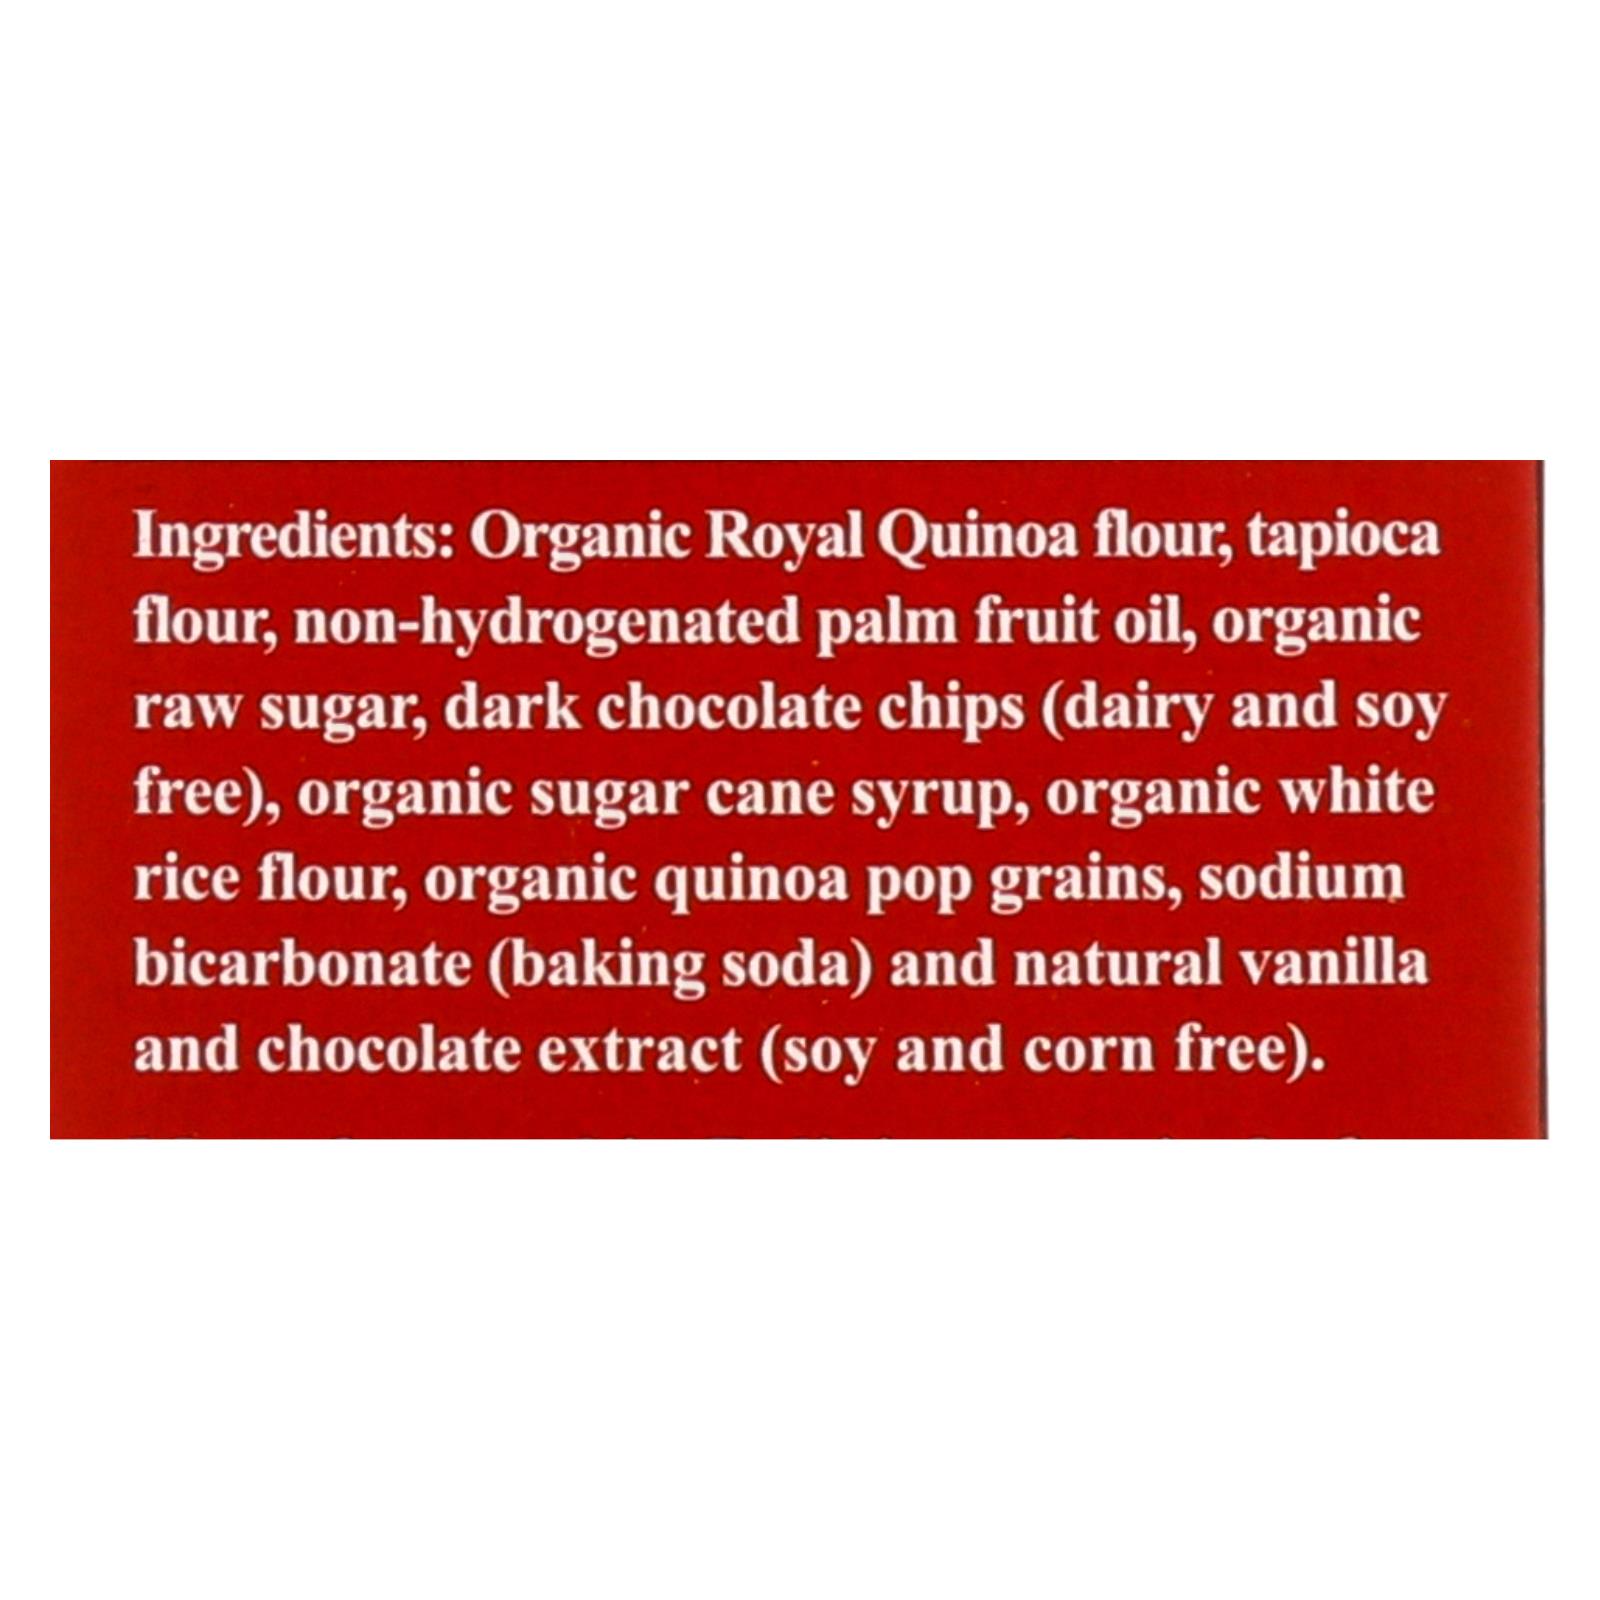 Ingredients: Organic Royal Quinoa flour, tapioca
flour, non-hydrogenated palm fruit oil, organic
raw sugar, dark chocolate chips (dairy and soy
free), organic sugar cane syrup, organic white
rice flour, organic quinoa pop grains, sodium
bicarbonate (baking soda) and natural vanilla
and chocolate extract (soy and corn free).